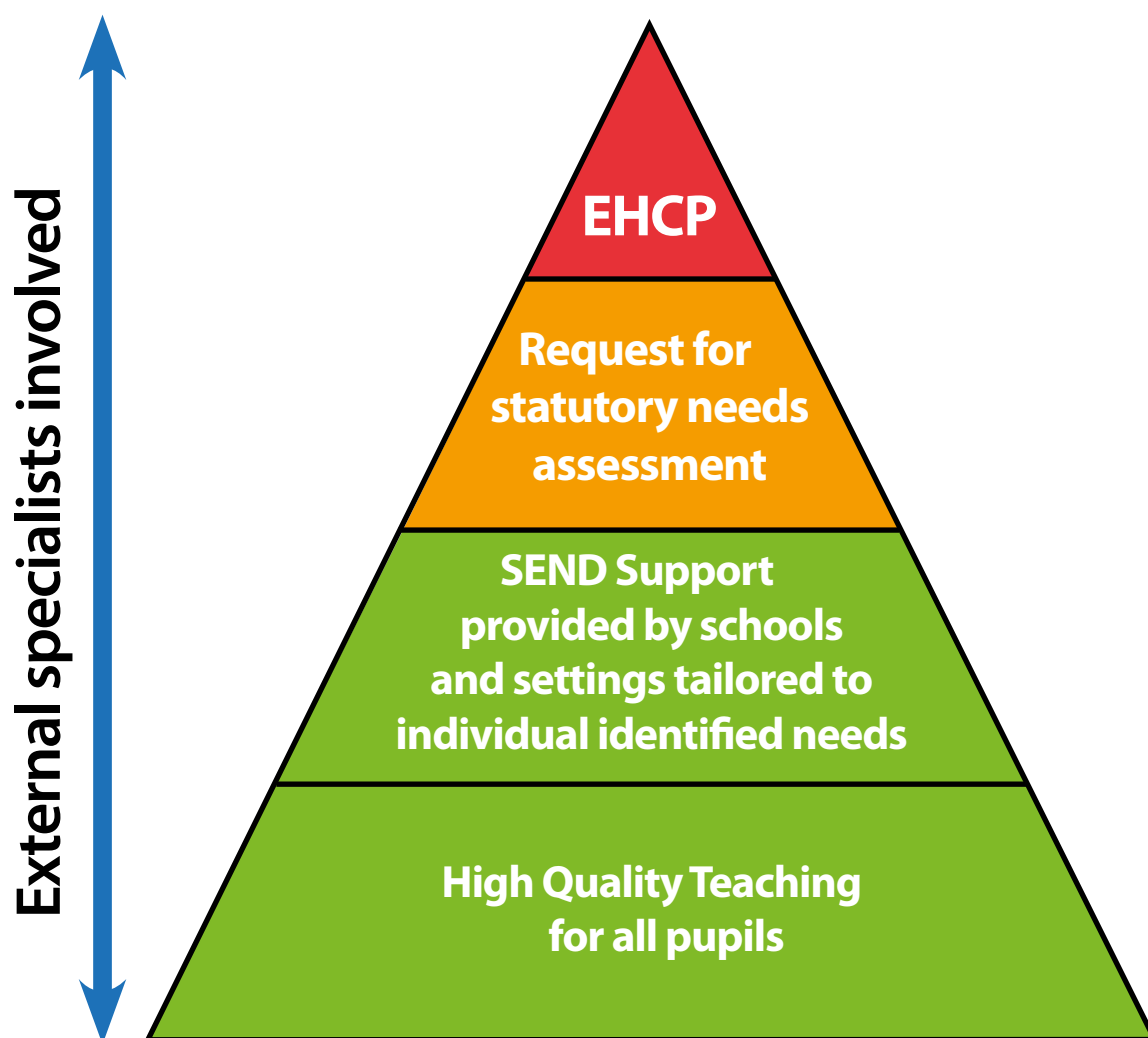 External specialists involved
EHCP
Request for
statutory needs
assessment
SEND Support
provided by schools
and settings tailored to
individual identified needs
High Quality Teaching
for all pupils